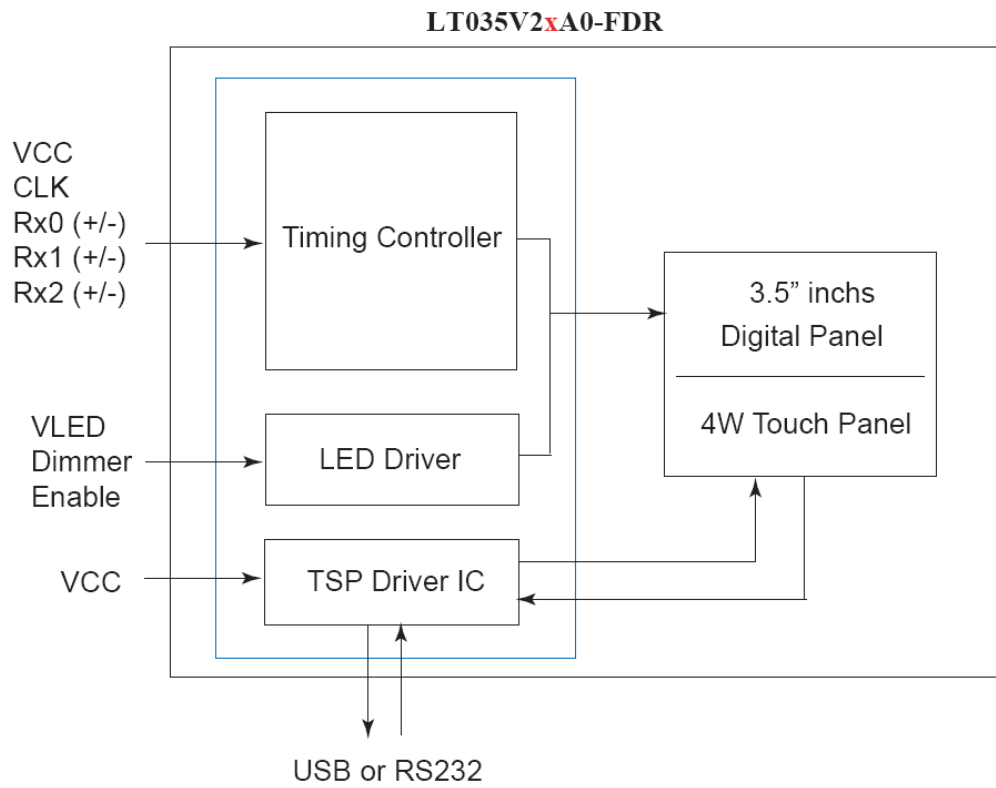 LT035V2xA0-FDR
VCC
CLK
Rx0 (+/-)
Rx1 (+/-)
Rx2 (+/-)
Timing Controller
3.5” inchs
Digital Panel
4W Touch Panel
VLED
Dimmer
Enable
LED Driver
VCC
TSP Driver IC
USB or RS232